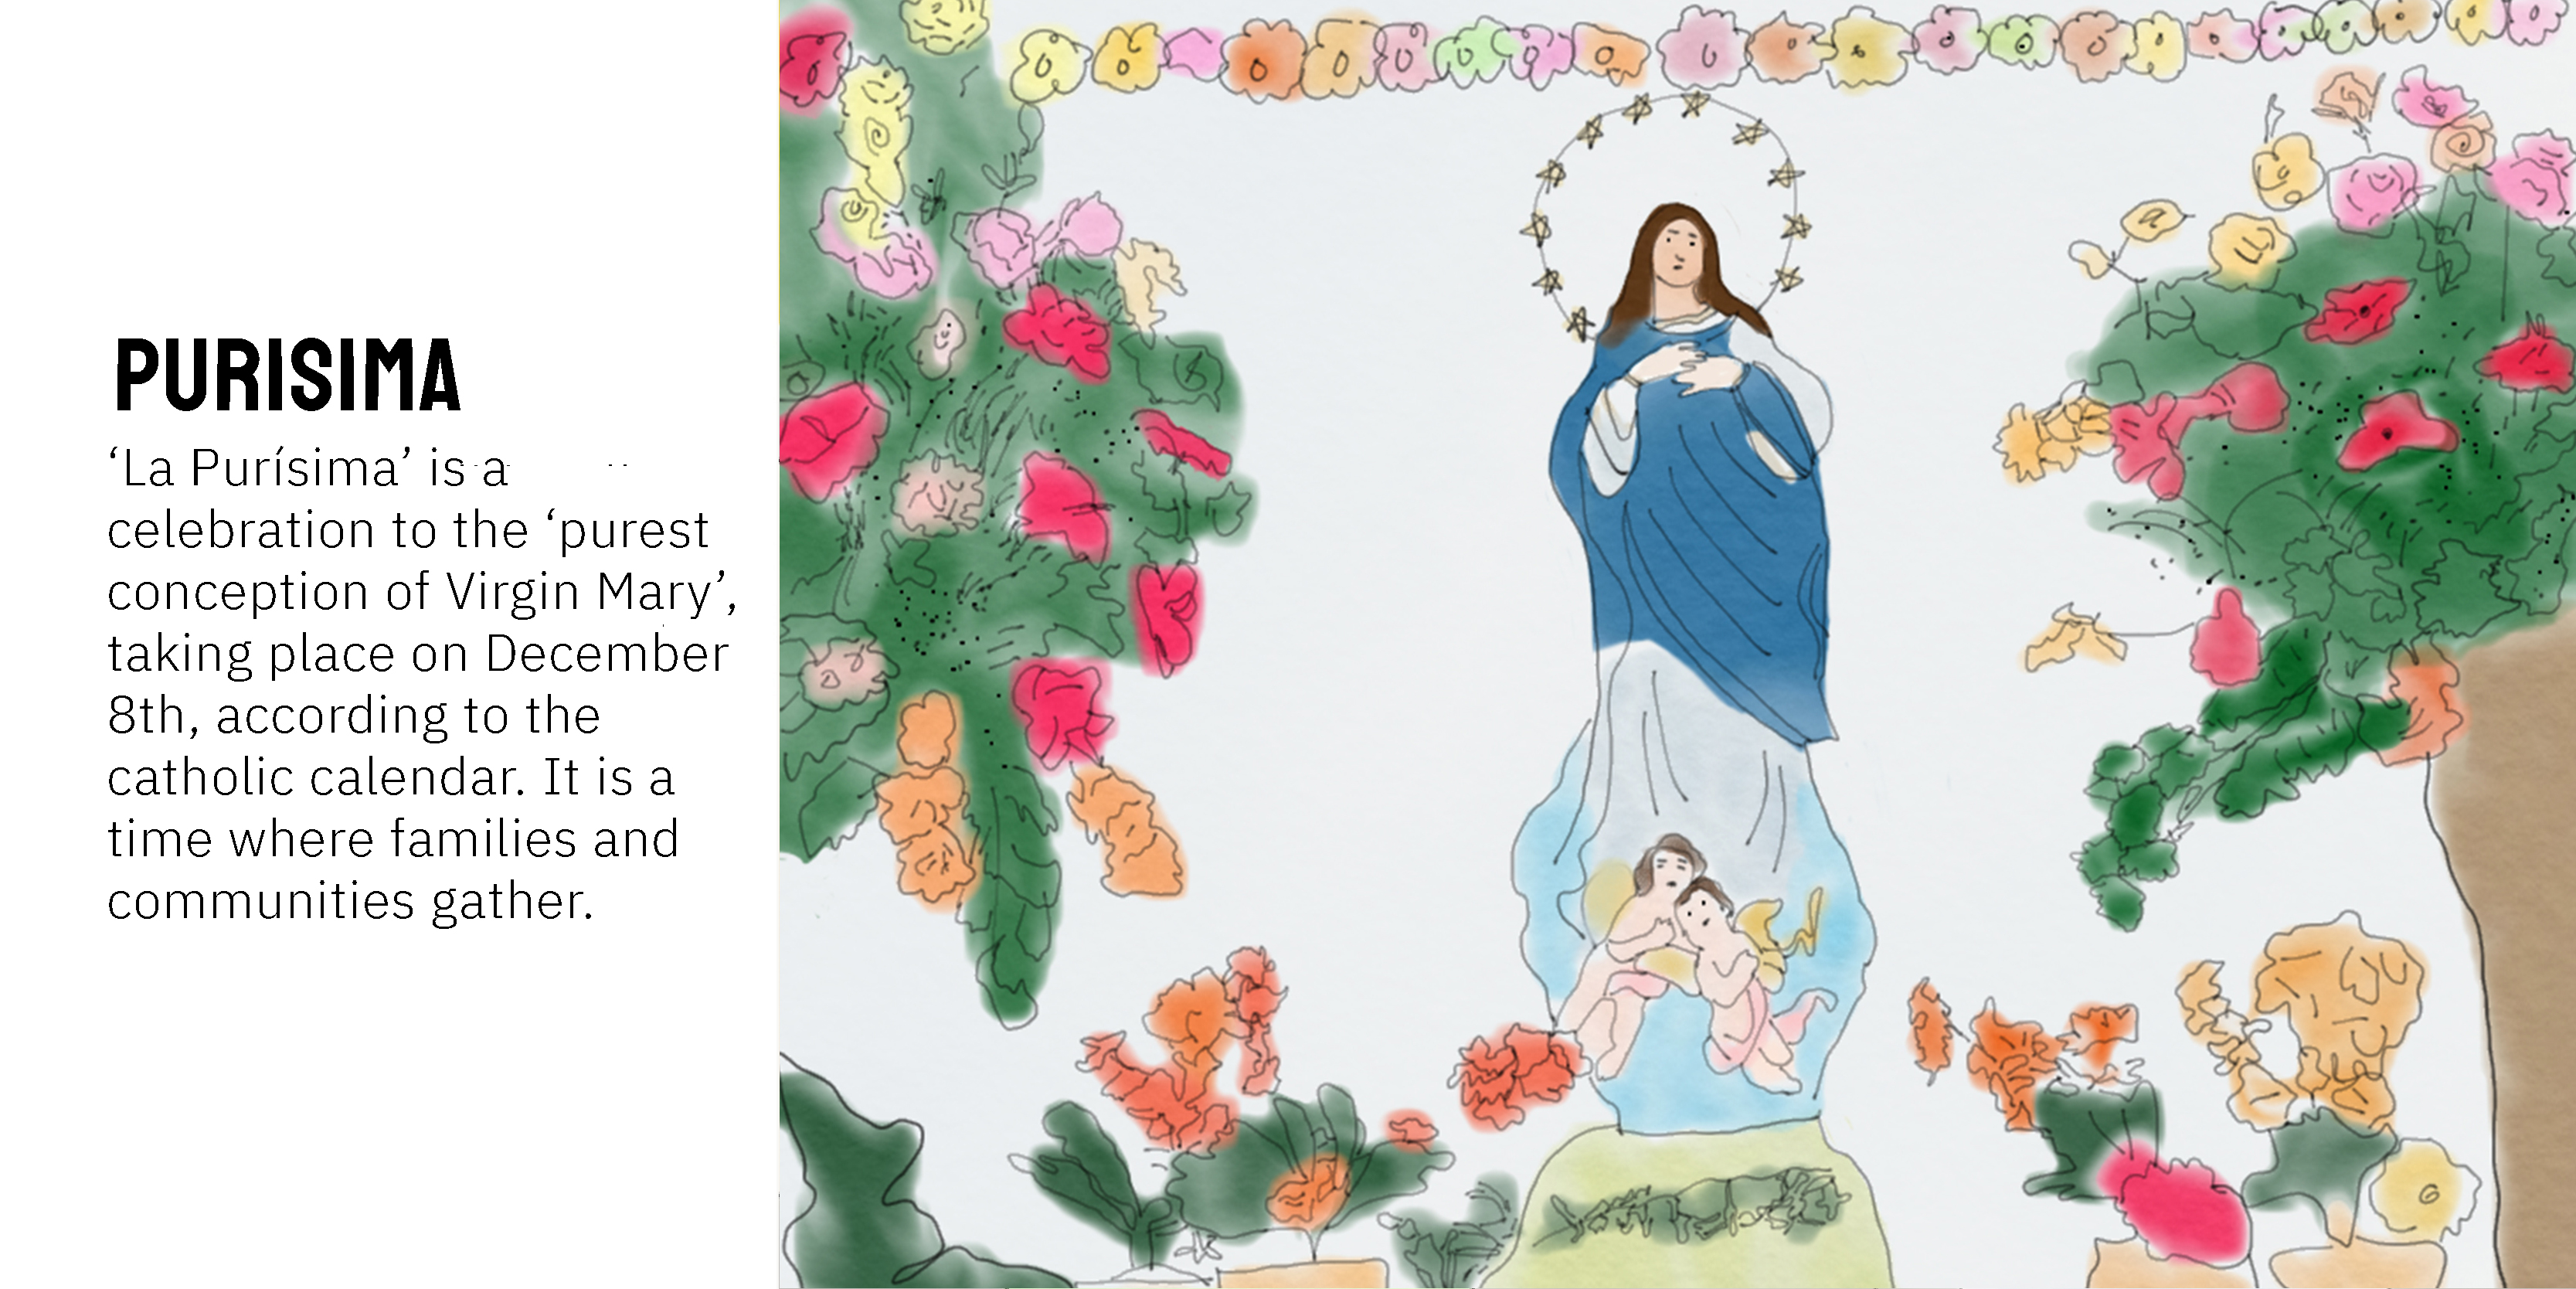 PURISIMA
‘La Purísima’ is a
celebration to the ‘purest
conception of Virgin Mary’,
taking place on December
8th, according to the
catholic calendar. It is a
time where families and
communities gather.